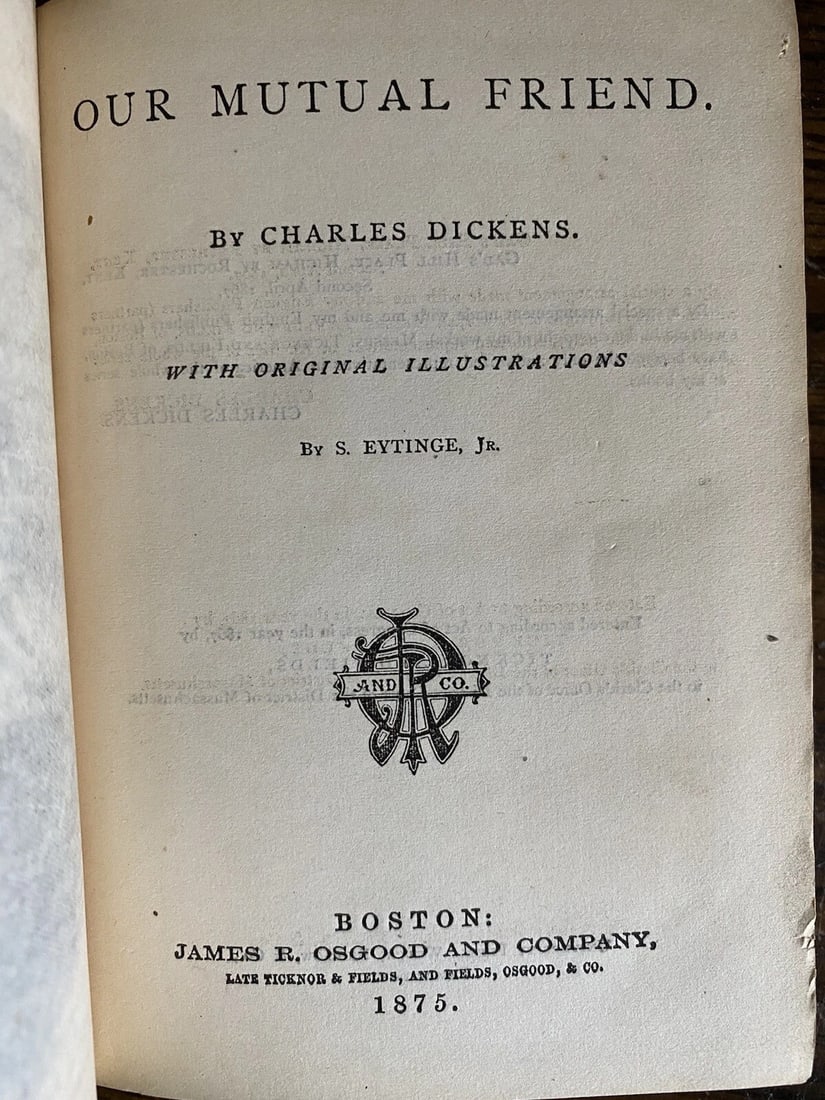 OUR MUTUAL FRIEND.
BY CHARLES DICKENS.
WITH ORIGINAL ILLUSTRATIONS
BY S. EYTINGE, JR.
AND CO.
BOSTON:
JAMES R. OSGOOD AND COMPANY,
LATE TICKNOR & FIELDS, AND FIELDS, OSGOOD, & CO.
1875.